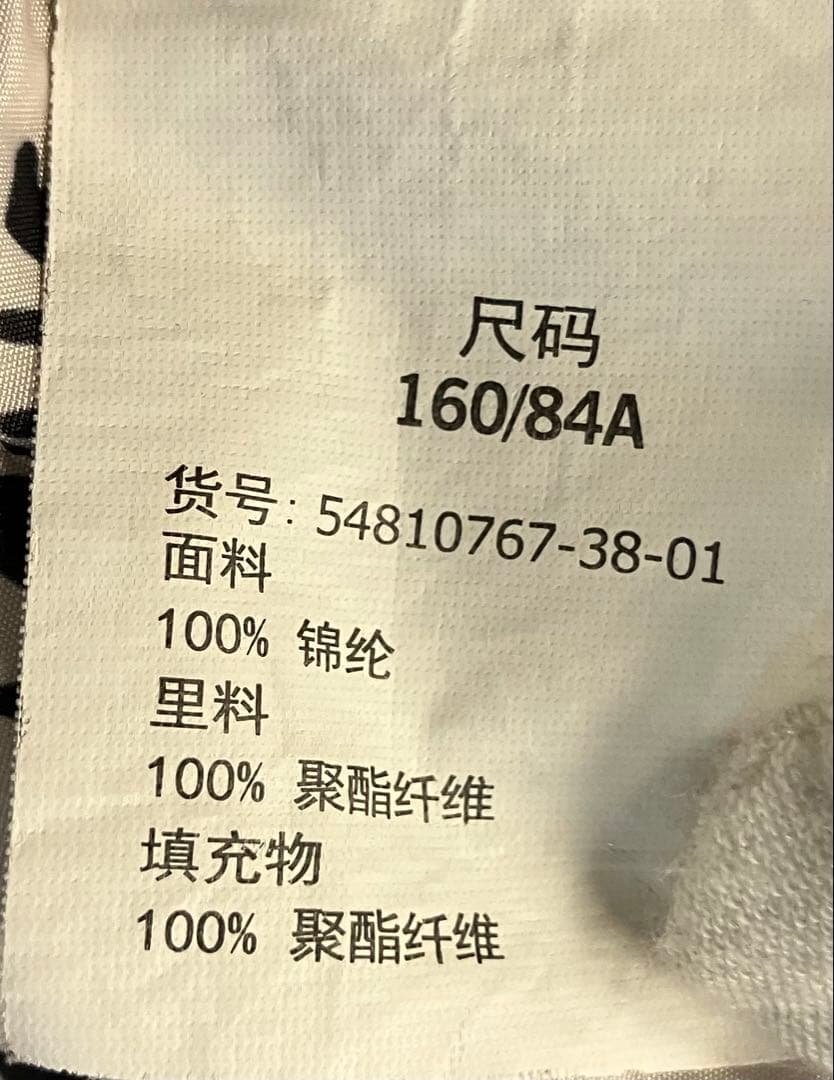 尺码
160/84A
货号: 54810767-38-01
面料
100% 锦纶
里料
100% 聚酯纤维
填充物
100% 聚酯纤维